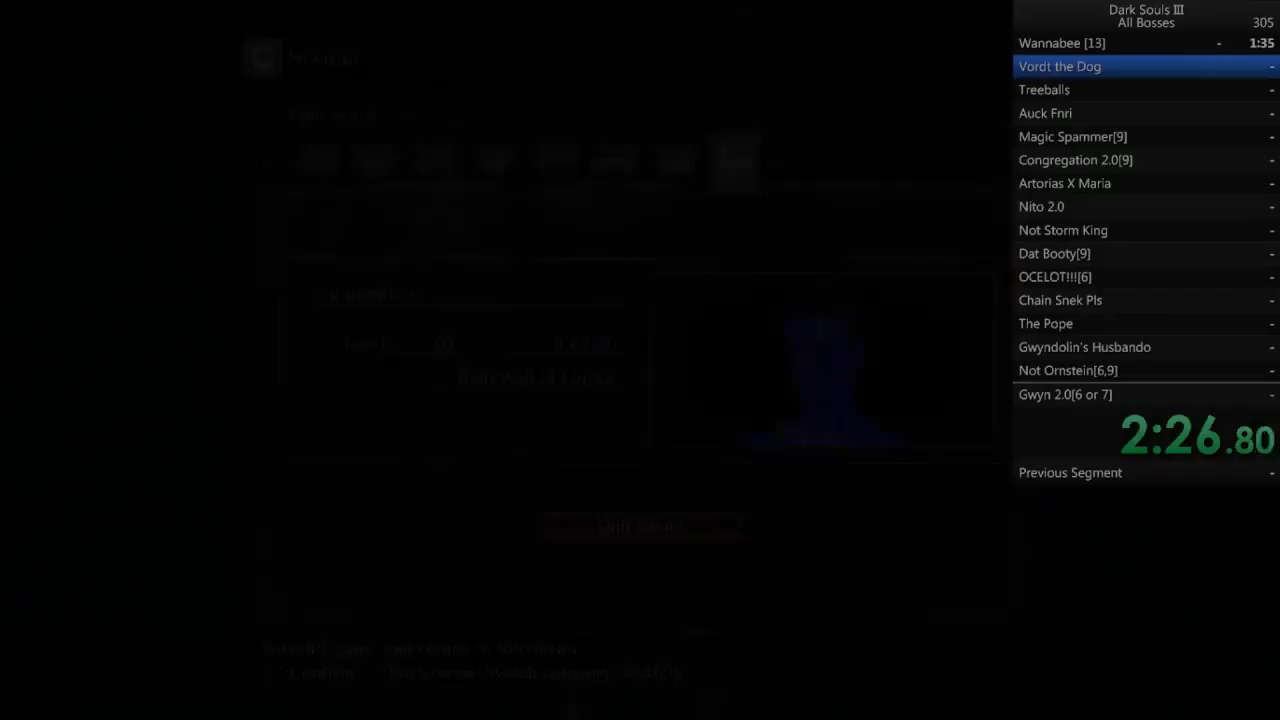 Dark Souls III
All Bosses 305
Wannabee [13] - 1:35
Vordt the Dog -
Treeballs -
Auck Fnri -
Magic Spammer[9] -
Congregation 2.0[9] -
Artorias X Maria -
Nito 2.0 -
Not Storm King -
Dat Booty[9] -
OCELOT!!![6] -
Chain Snek Pls -
The Pope -
Gwyndolin's Husbando -
Not Ornstein[6,9] -
Gwyn 2.0[6 or 7] -
2:26.80
Previous Segment -
Quit Game